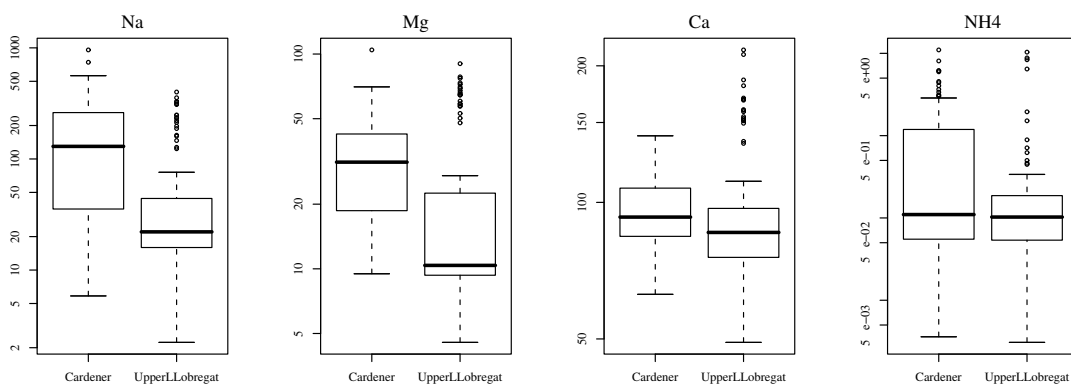 Na
1000
500
200
100
50
20
10
5
2
Cardener UpperLLobregat
Mg
100
50
20
10
5
Cardener UpperLLobregat
Ca
200
150
100
50
Cardener UpperLLobregat
NH4
5 e+00
5 e−01
5 e−02
5 e−03
Cardener UpperLLobregat